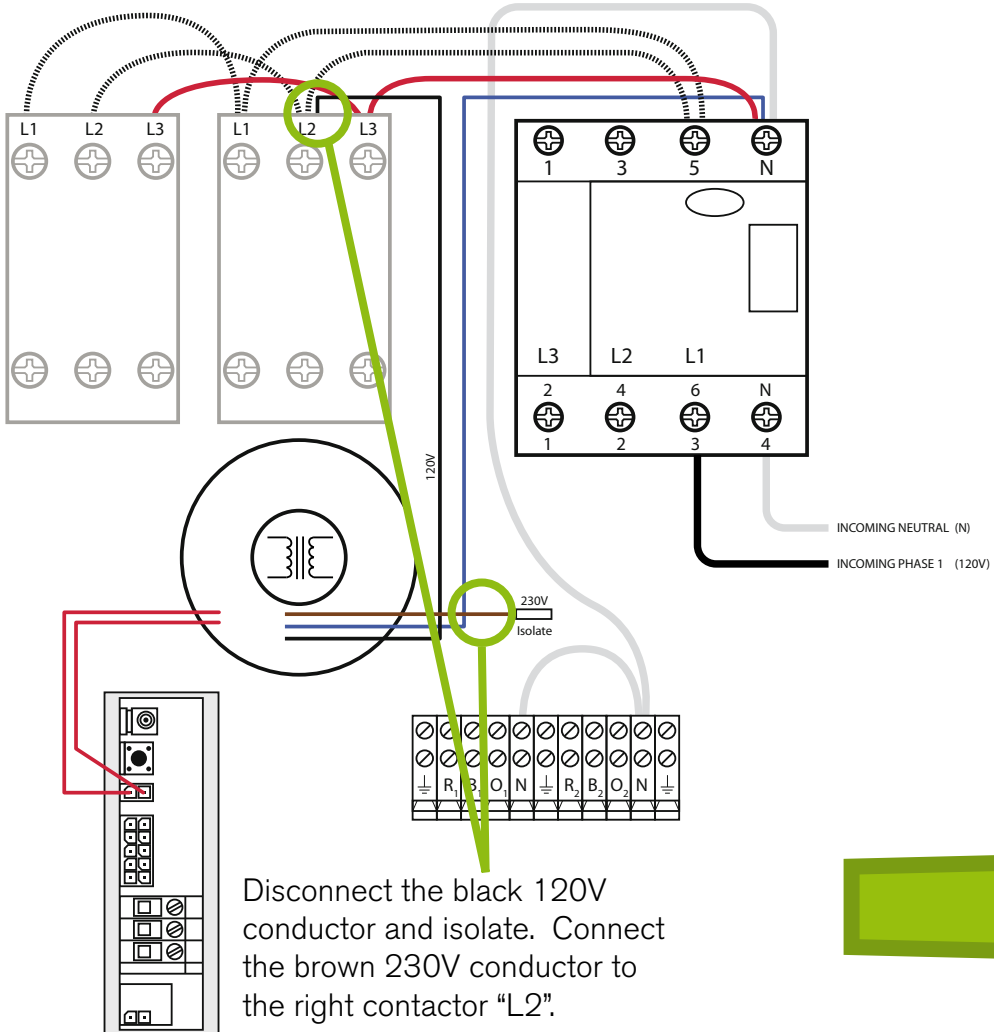 L1 L2 L3 L1 L2 L3
1 3 5 N
L3 L2 L1
2 4 6 N
1 2 3 4
120V
INCOMING NEUTRAL (N)
INCOMING PHASE 1 (120V)
230V
Isolate
R1 B1 O1 N R2 B2 O2 N
Disconnect the black 120V
conductor and isolate. Connect
the brown 230V conductor to
the right contactor “L2”.